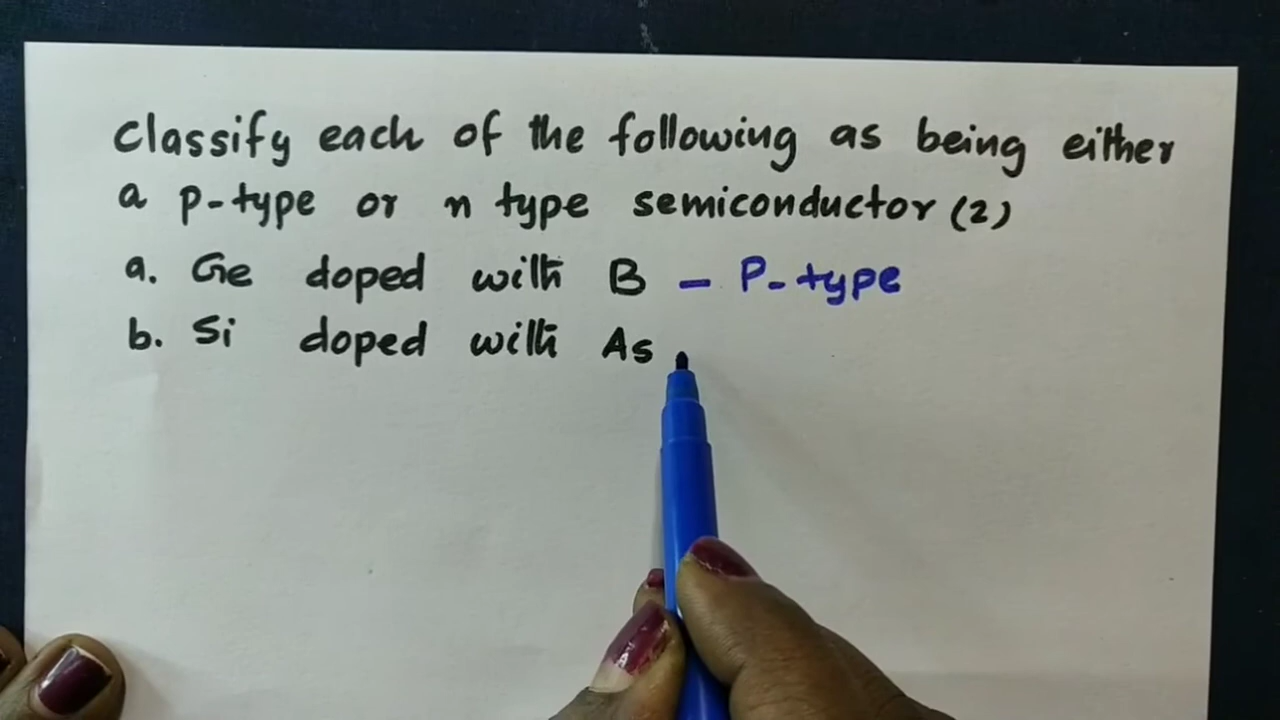 Classify each of the following as being either
a p-type or n type semiconductor (2)
a. Ge doped with B - P-type
b. Si doped with As